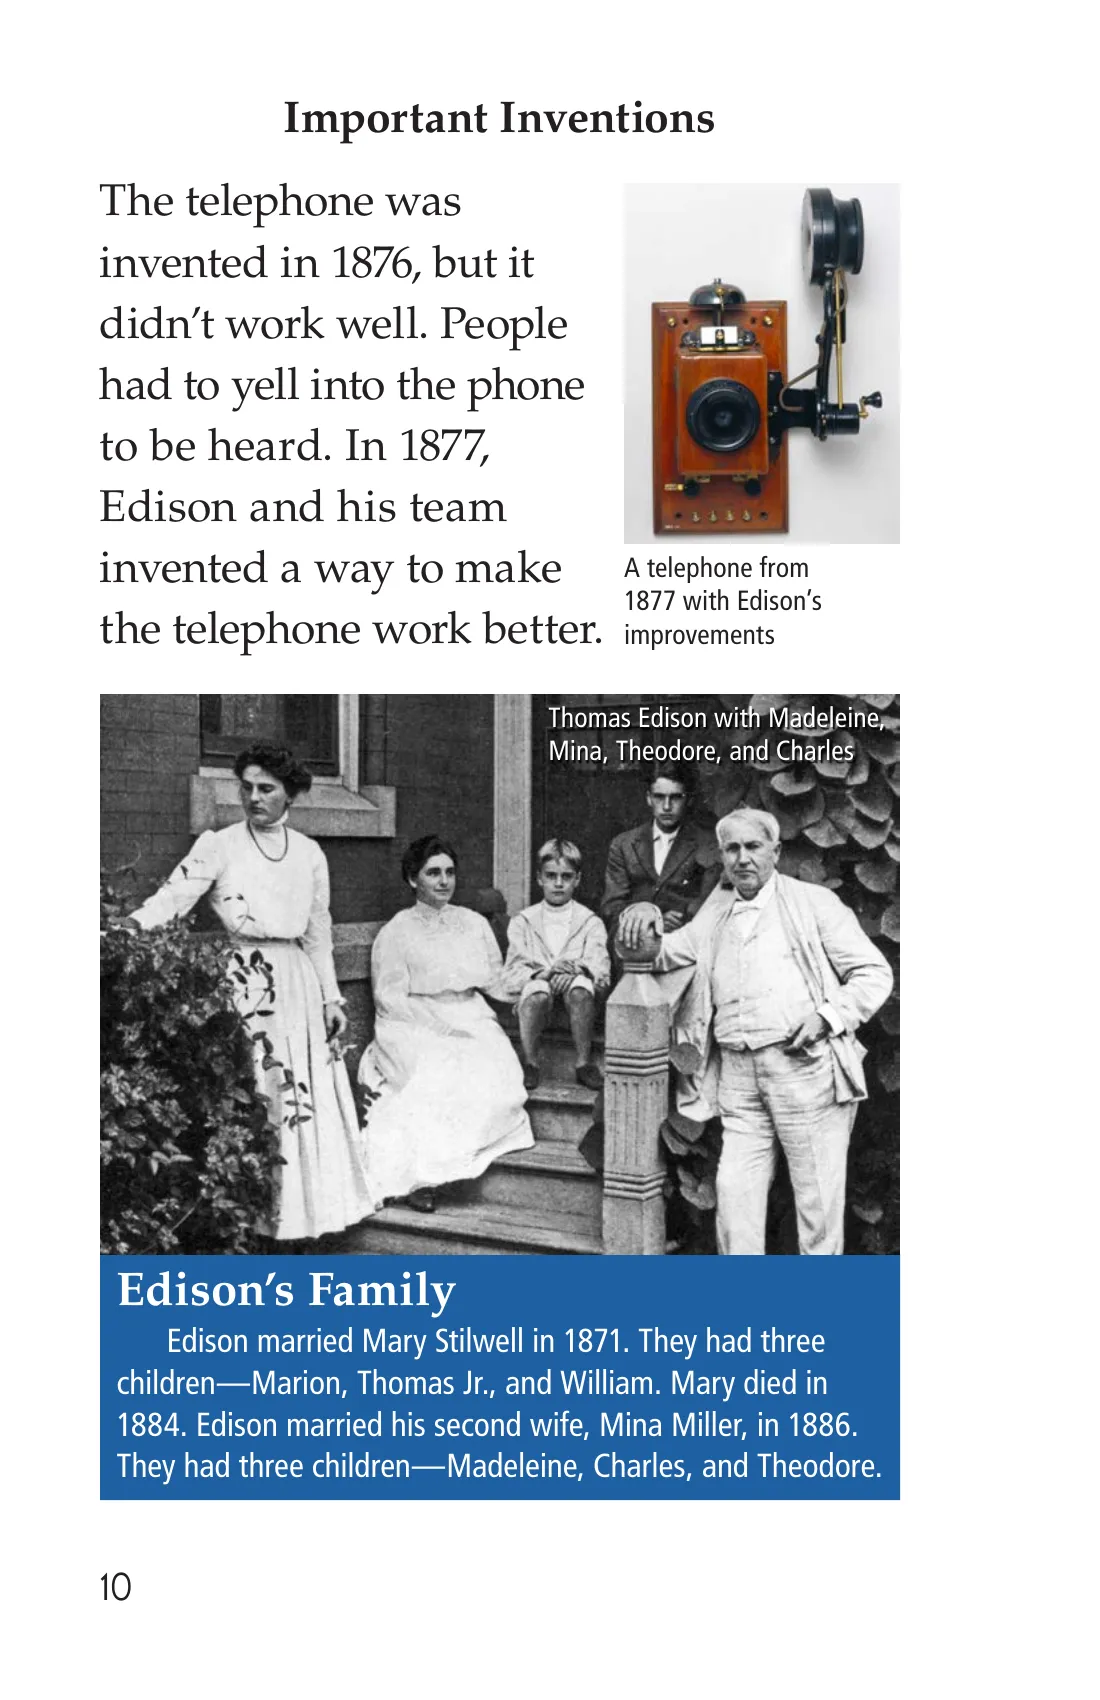 Important Inventions
The telephone was
invented in 1876, but it
didn’t work well. People
had to yell into the phone
to be heard. In 1877,
Edison and his team
invented a way to make
the telephone work better.
A telephone from
1877 with Edison’s
improvements
Thomas Edison with Madeleine,
Mina, Theodore, and Charles
Edison’s Family
Edison married Mary Stilwell in 1871. They had three
children—Marion, Thomas Jr., and William. Mary died in
1884. Edison married his second wife, Mina Miller, in 1886.
They had three children—Madeleine, Charles, and Theodore.
10